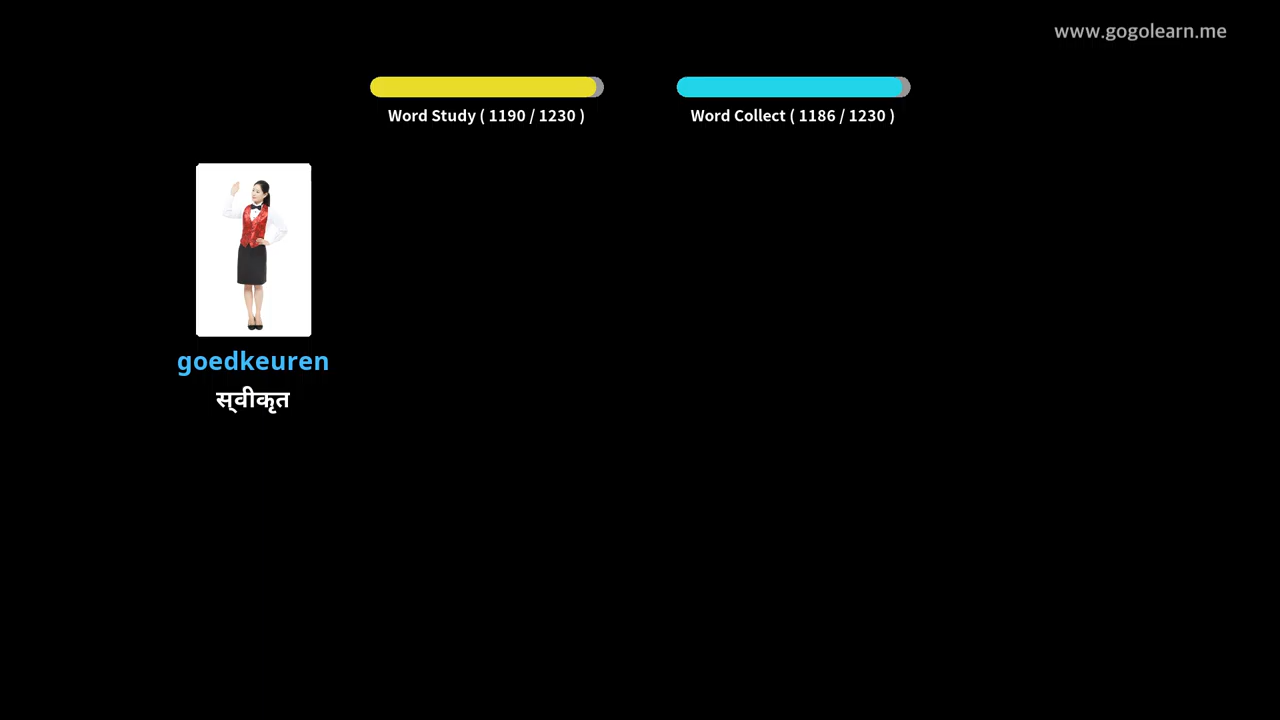 www.gogolearn.me
Word Study ( 1190 / 1230 )
Word Collect ( 1186 / 1230 )
goedkeuren
स्वीकृत